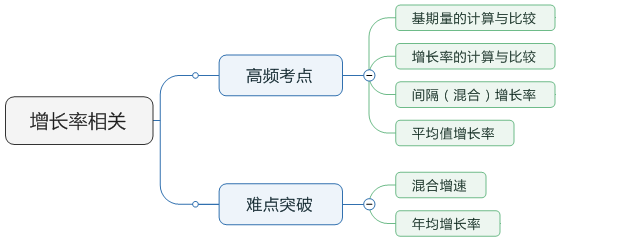 增长率相关
高频考点
基期量的计算与比较
增长率的计算与比较
间隔（混合）增长率
平均值增长率
难点突破
混合增速
年均增长率